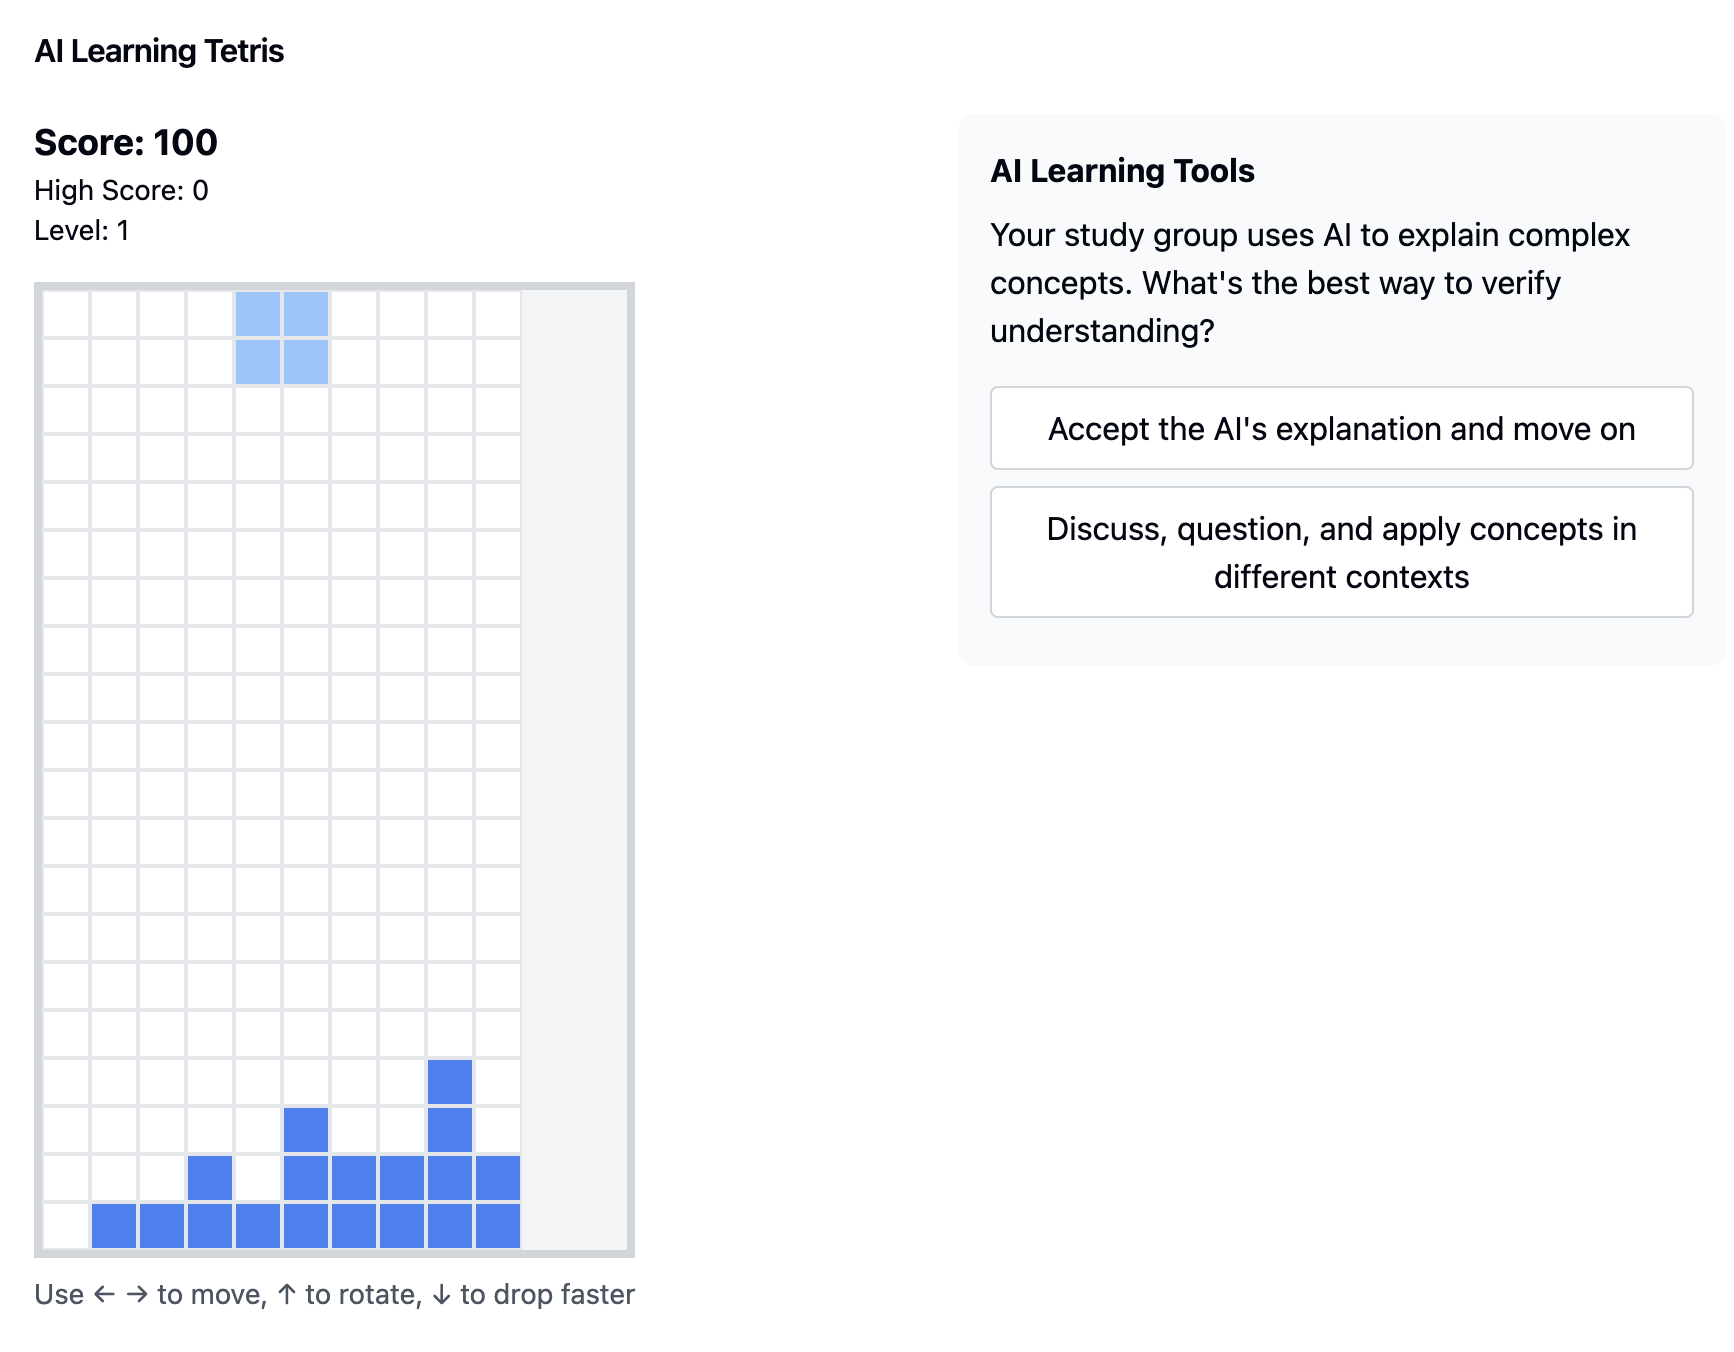 AI Learning Tetris
Score: 100
High Score: 0
Level: 1
AI Learning Tools
Your study group uses AI to explain complex
concepts. What's the best way to verify
understanding?
Accept the AI's explanation and move on
Discuss, question, and apply concepts in
different contexts
Use ← → to move, ↑ to rotate, ↓ to drop faster